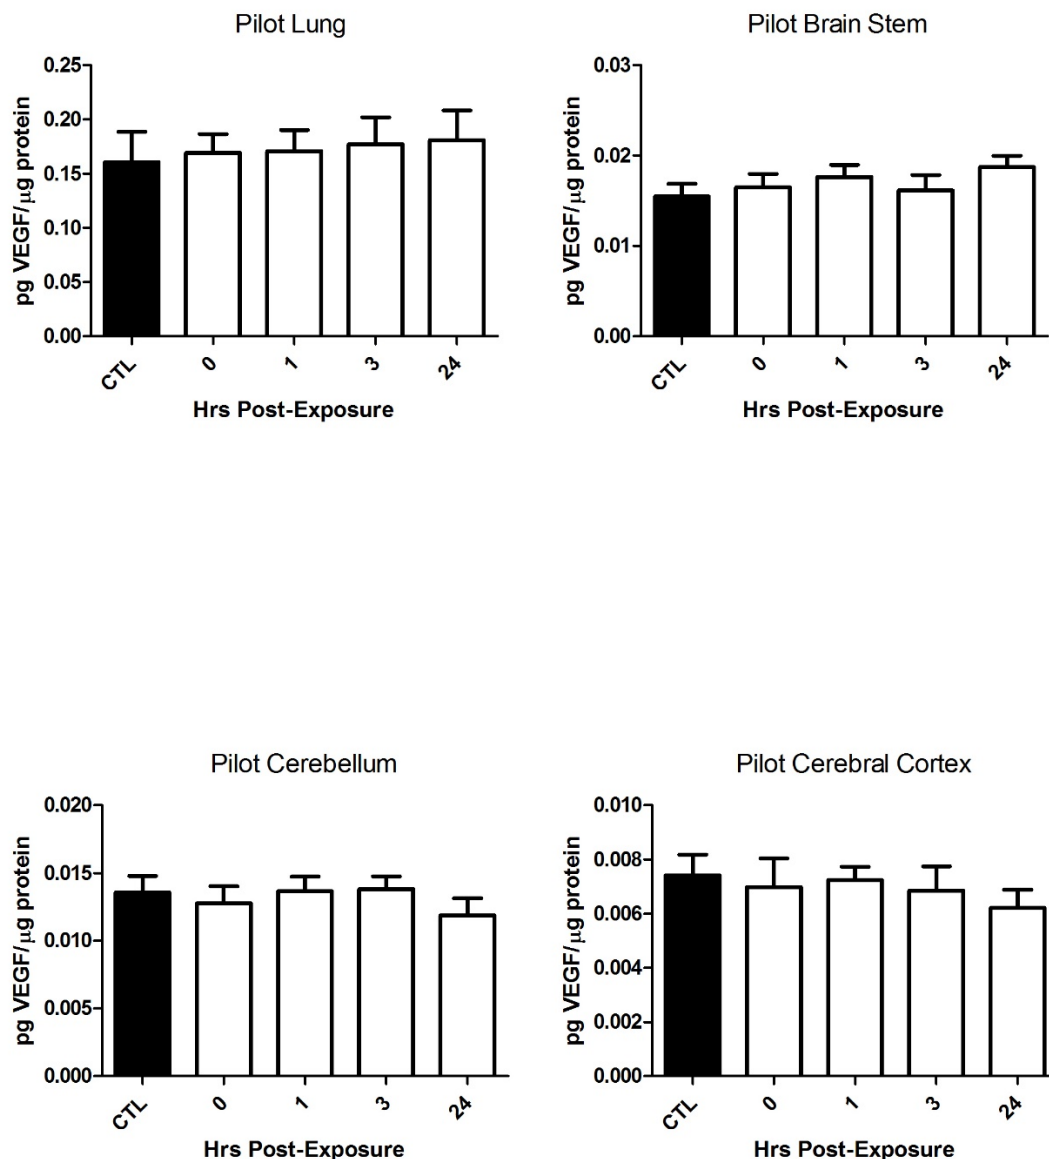 Pilot Lung
pg VEGF/μg protein
0.25
0.20
0.15
0.10
0.05
0.00
CTL 0 1 3 24
Hrs Post-Exposure
Pilot Brain Stem
pg VEGF/μg protein
0.03
0.02
0.01
0.00
CTL 0 1 3 24
Hrs Post-Exposure
Pilot Cerebellum
pg VEGF/μg protein
0.020
0.015
0.010
0.005
0.000
CTL 0 1 3 24
Hrs Post-Exposure
Pilot Cerebral Cortex
pg VEGF/μg protein
0.010
0.008
0.006
0.004
0.002
0.000
CTL 0 1 3 24
Hrs Post-Exposure